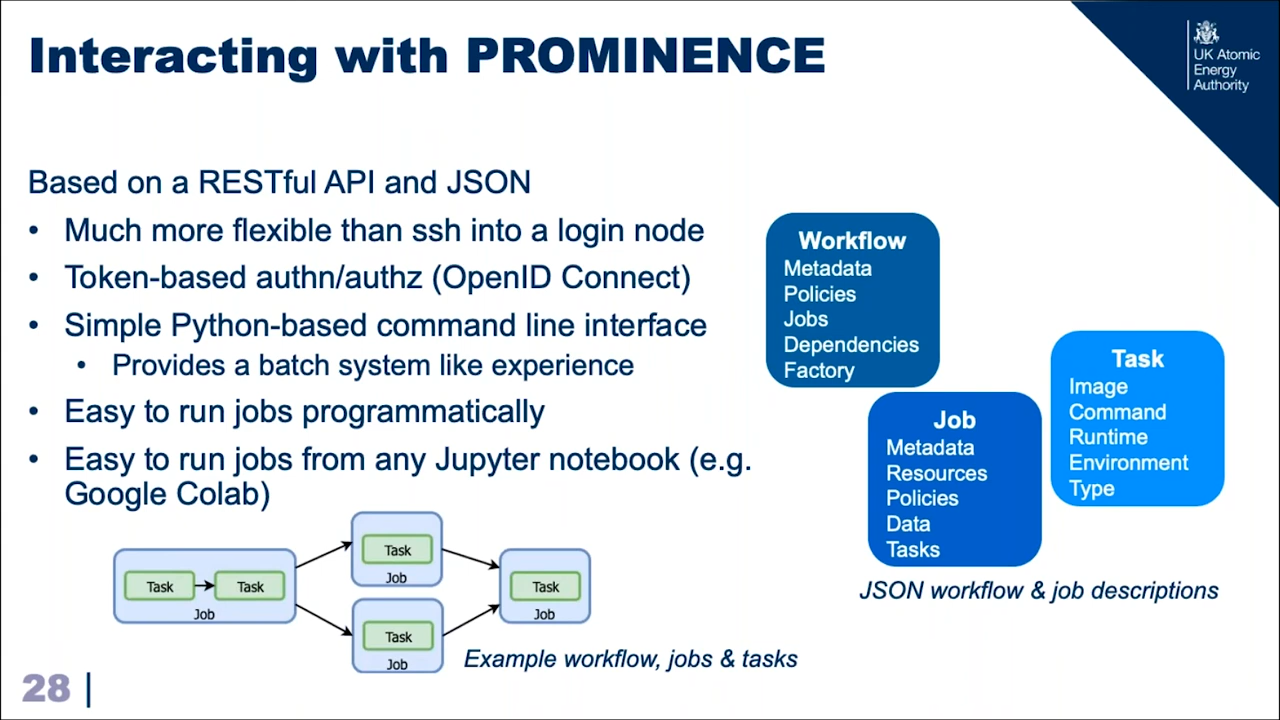 Interacting with PROMINENCE
UK Atomic
Energy
Authority
Based on a RESTful API and JSON
• Much more flexible than ssh into a login node
• Token-based authn/authz (OpenID Connect)
• Simple Python-based command line interface
• Provides a batch system like experience
• Easy to run jobs programmatically
• Easy to run jobs from any Jupyter notebook (e.g.
Google Colab)
Workflow
Metadata
Policies
Jobs
Dependencies
Factory
Job
Metadata
Resources
Policies
Data
Tasks
Task
Image
Command
Runtime
Environment
Type
JSON workflow & job descriptions
Task
Task
Job
Task
Job
Task
Job
Task
Job
Example workflow, jobs & tasks
28 |